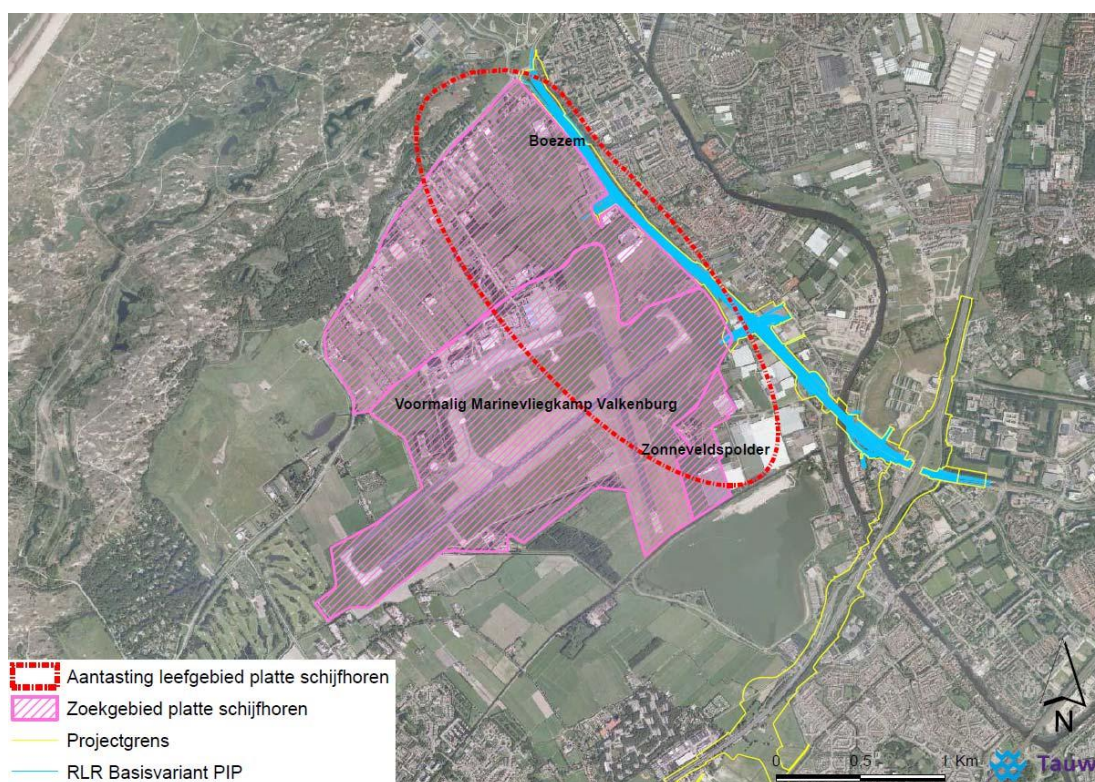 Boezem
Voormalig Marinevliegkamp Valkenburg
Zonneveldspolder
Aantasting leefgebied platte schijfhoren
Zoekgebied platte schijfhoren
Projectgrens
RLR Basisvariant PIP
N
0 0.5 1 Km
Tauw